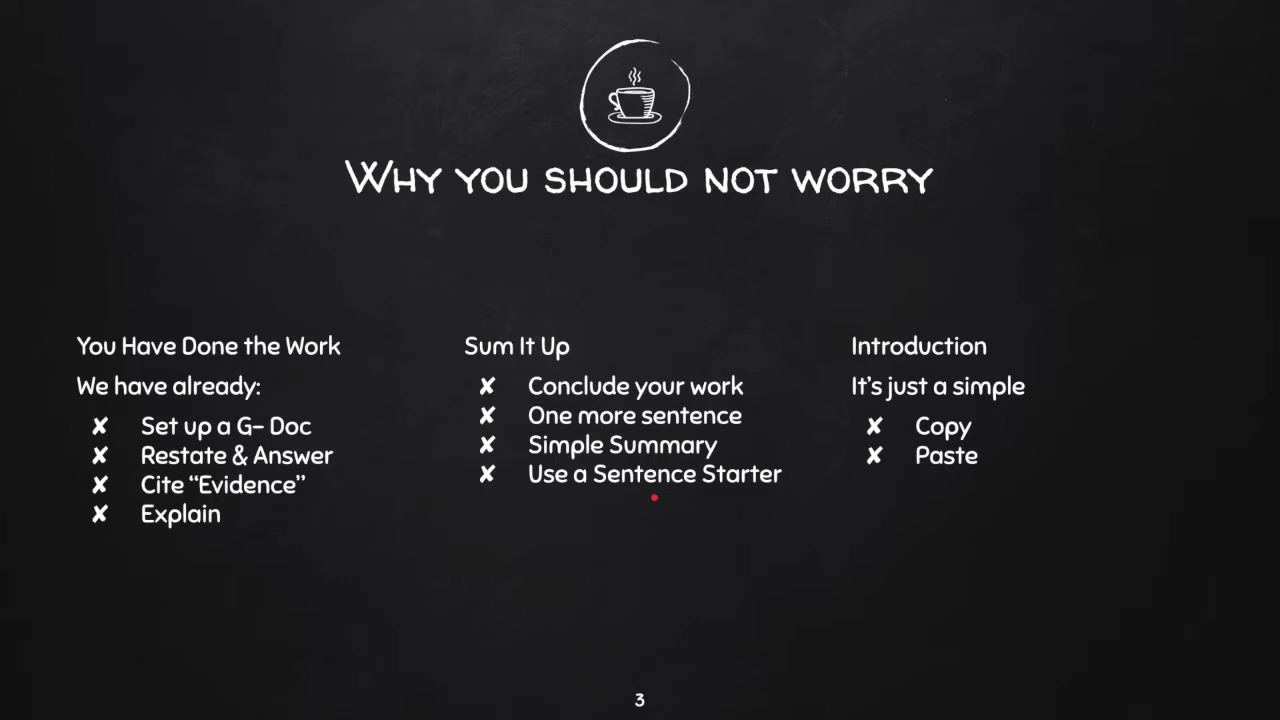 Why you should not worry
You Have Done the Work
We have already:
✘ Set up a G- Doc
✘ Restate & Answer
✘ Cite “Evidence”
✘ Explain
Sum It Up
✘ Conclude your work
✘ One more sentence
✘ Simple Summary
✘ Use a Sentence Starter
Introduction
It’s just a simple
✘ Copy
✘ Paste
3